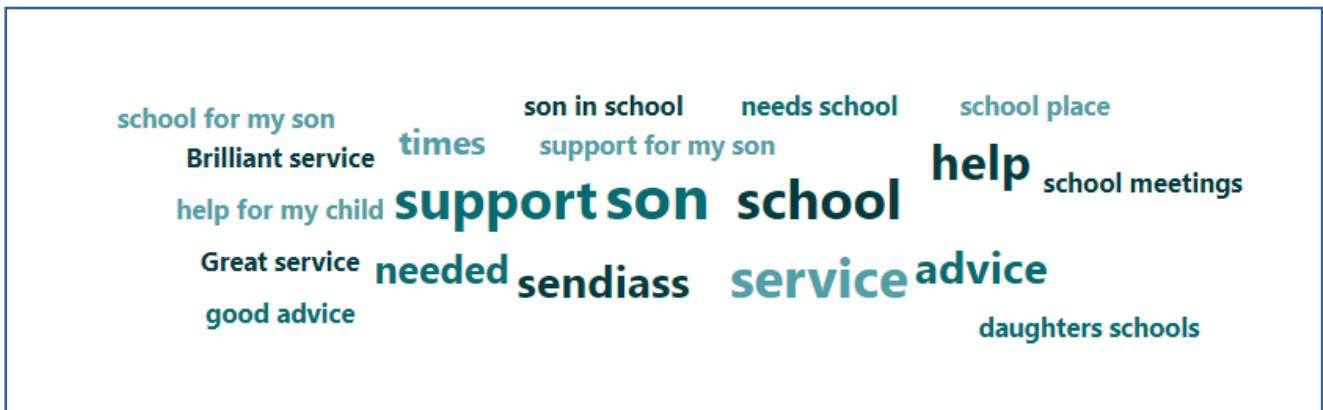 son in school needs school school place
school for my son
times support for my son
Brilliant service help
school meetings
help for my child support son school
Great service needed sendiass service advice
good advice
daughters schools